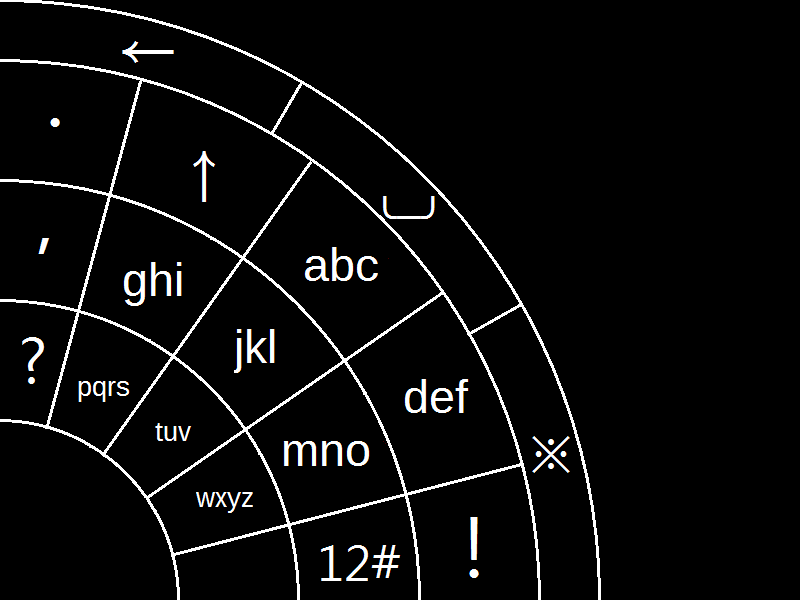 ←
.
↑
⎵
,
ghi
abc
?
pqrs
jkl
def
tuv
mno
※
wxyz
12#
!